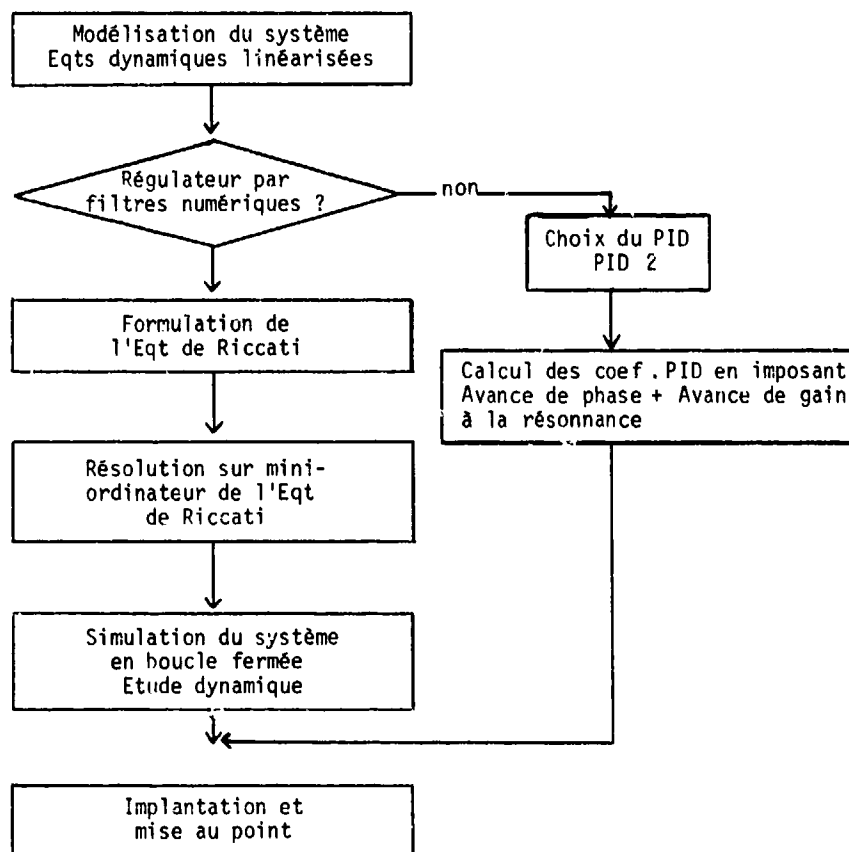 Modélisation du système
Eqts dynamiques linéarisées
Régulateur par
filtres numériques ?
non
Choix du PID
PID 2
Formulation de
l'Eqt de Riccati
Calcul des coef.PID en imposant
Avance de phase + Avance de gain
à la résonnance
Résolution sur mini-
ordinateur de l'Eqt
de Riccati
Simulation du système
en boucle fermée
Etude dynamique
Implantation et
mise au point